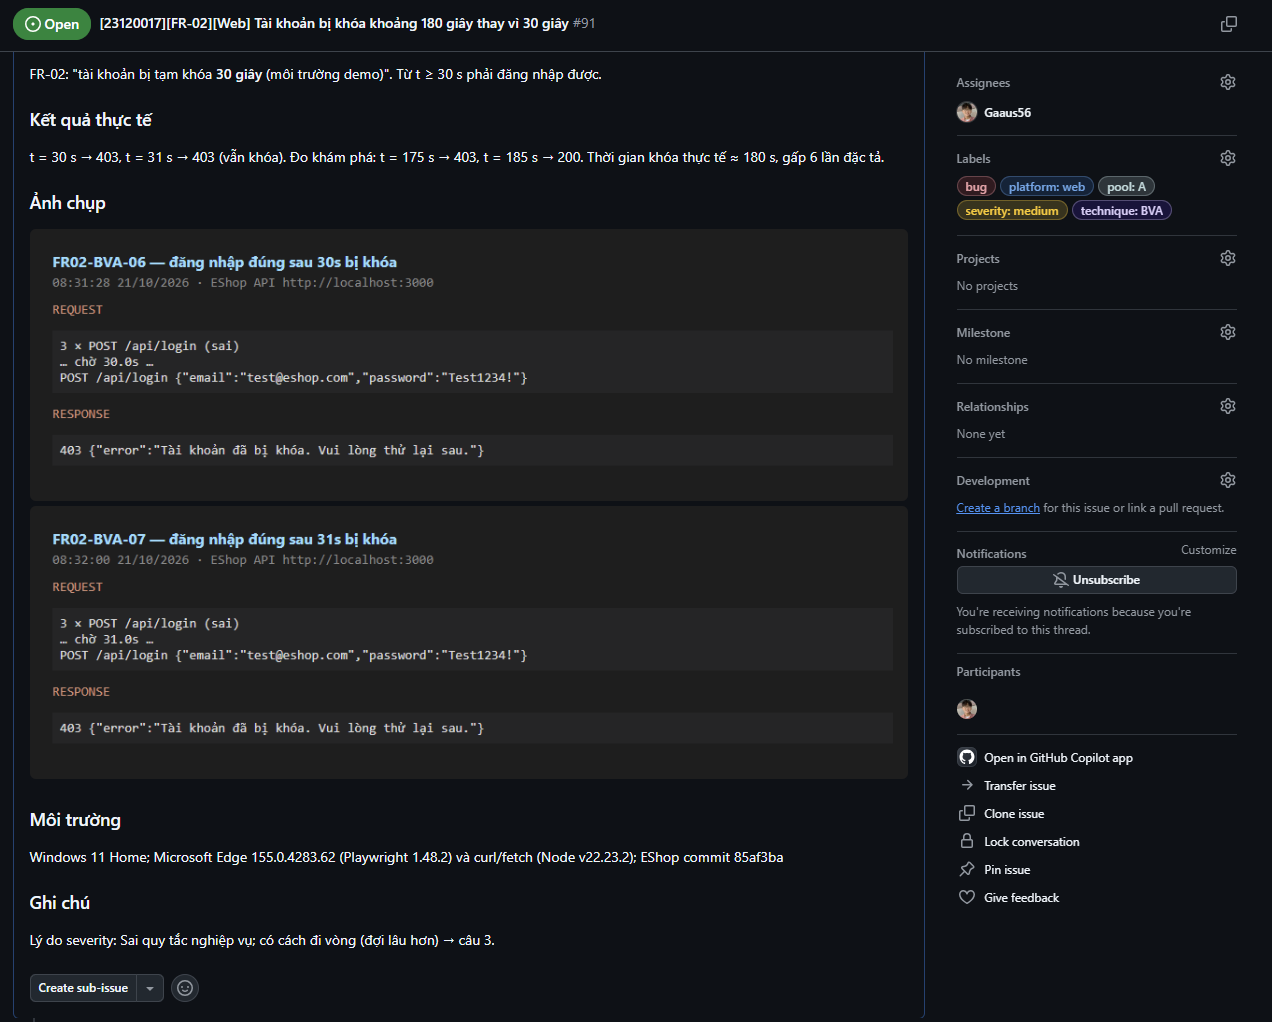 Open
[23120017][FR-02][Web] Tài khoản bị khóa khoảng 180 giây thay vì 30 giây #91
FR-02: "tài khoản bị tạm khóa 30 giây (môi trường demo)". Từ t ≥ 30 s phải đăng nhập được.
Kết quả thực tế
t = 30 s → 403, t = 31 s → 403 (vẫn khóa). Đo khám phá: t = 175 s → 403, t = 185 s → 200. Thời gian khóa thực tế ≈ 180 s, gấp 6 lần đặc tả.
Ảnh chụp
FR02-BVA-06 — đăng nhập đúng sau 30s bị khóa
08:31:28 21/10/2026 · EShop API http://localhost:3000
REQUEST
3 × POST /api/login (sai)
… chờ 30.0s …
POST /api/login {"email":"test@eshop.com","password":"Test1234!"}
RESPONSE
403 {"error":"Tài khoản đã bị khóa. Vui lòng thử lại sau."}
FR02-BVA-07 — đăng nhập đúng sau 31s bị khóa
08:32:00 21/10/2026 · EShop API http://localhost:3000
REQUEST
3 × POST /api/login (sai)
… chờ 31.0s …
POST /api/login {"email":"test@eshop.com","password":"Test1234!"}
RESPONSE
403 {"error":"Tài khoản đã bị khóa. Vui lòng thử lại sau."}
Môi trường
Windows 11 Home; Microsoft Edge 155.0.4283.62 (Playwright 1.48.2) và curl/fetch (Node v22.23.2); EShop commit 85af3ba
Ghi chú
Lý do severity: Sai quy tắc nghiệp vụ; có cách đi vòng (đợi lâu hơn) → câu 3.
Create sub-issue
Assignees
Gaaus56
Labels
bug platform: web pool: A
severity: medium technique: BVA
Projects
No projects
Milestone
No milestone
Relationships
None yet
Development
Create a branch for this issue or link a pull request.
Notifications Customize
Unsubscribe
You're receiving notifications because you're
subscribed to this thread.
Participants
Open in GitHub Copilot app
Transfer issue
Clone issue
Lock conversation
Pin issue
Give feedback